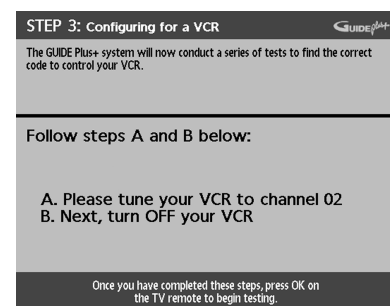 STEP 3: Configuring for a VCR
GUIDE plus+
The GUIDE Plus+ system will now conduct a series of tests to find the correct
code to control your VCR.
Follow steps A and B below:
A. Please tune your VCR to channel 02
B. Next, turn OFF your VCR
Once you have completed these steps, press OK on
the TV remote to begin testing.